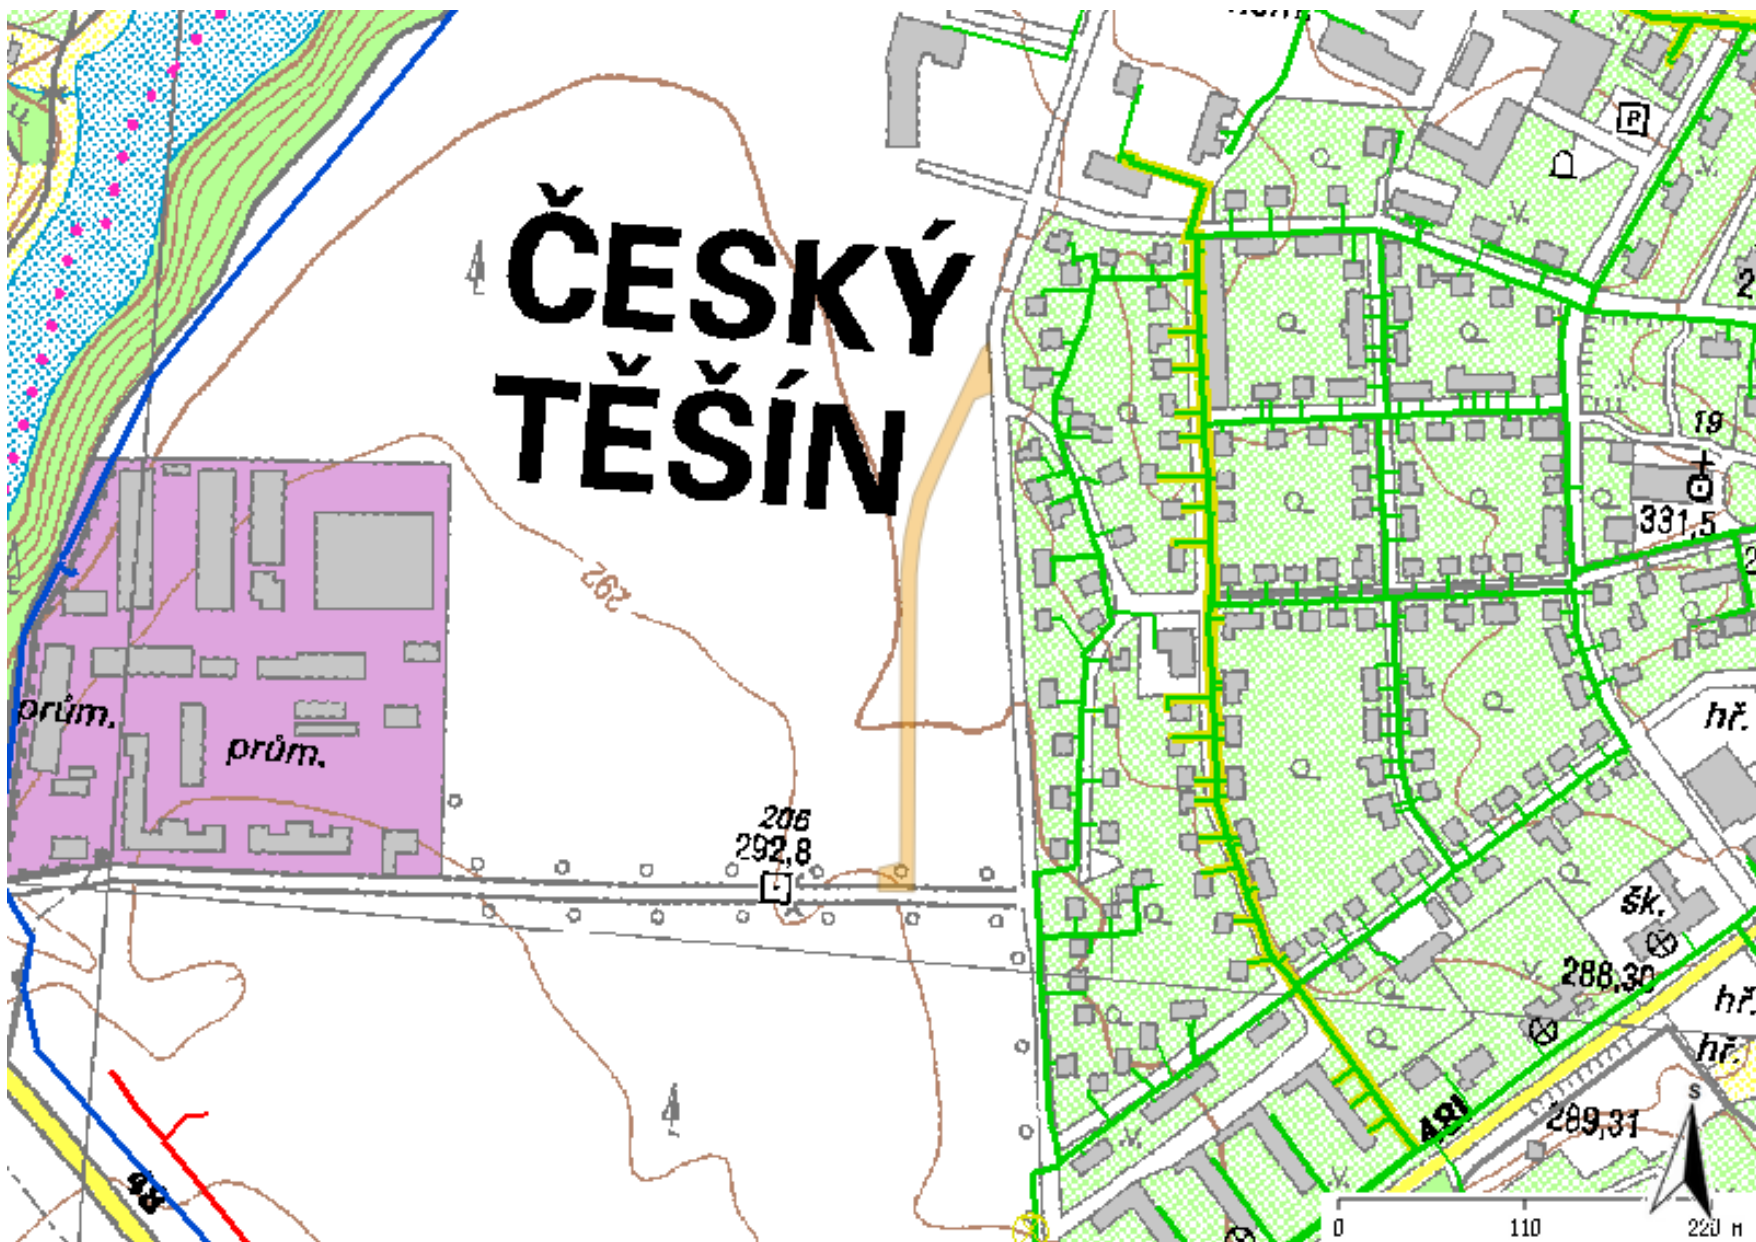 P
ČESKÝ
TĚŠÍN
19
331,5
292
prům.
prům.
hř.
206
292,8
šk.
288,30
hř.
hř.
481
289,31
S
R6
0 110 220 m